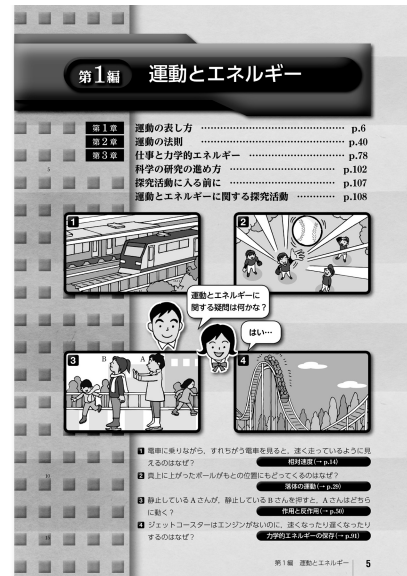 第1編 運動とエネルギー
第1章 運動の表し方 …………………………………… p.6
第2章 運動の法則 …………………………………… p.40
第3章 仕事と力学的エネルギー …………………………… p.78
科学の研究の進め方 …………………………… p.102
探究活動に入る前に …………………………… p.107
運動とエネルギーに関する探究活動 ………… p.108
5
1
2
運動とエネルギーに
関する疑問は何かな?
はい…
3
B A
4
1 電車に乗りながら,すれちがう電車を見ると,速く走っているように見
えるのはなぜ? 相対速度(→p.14)
10
2 真上に上がったボールがもとの位置にもどってくるのはなぜ?
落体の運動(→p.29)
3 静止しているAさんが,静止しているBさんを押すと,Aさんはどちら
に動く? 作用と反作用(→p.50)
15
4 ジェットコースターはエンジンがないのに,速くなったり遅くなったり
するのはなぜ? 力学的エネルギーの保存(→p.91)
第1編 運動とエネルギー 5